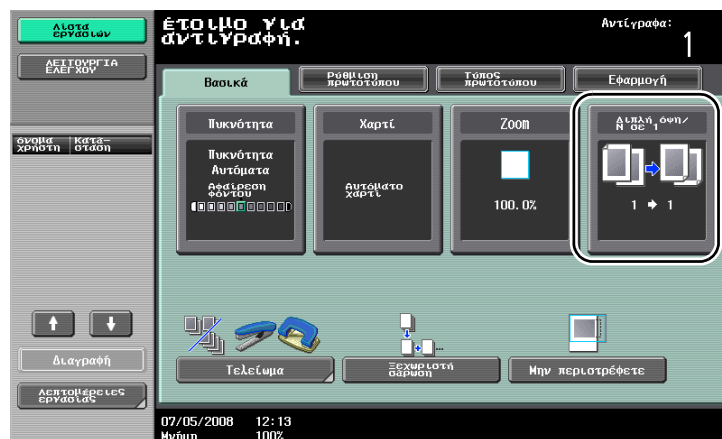 Λίστα
εργασιών
έτοιμο για
αντιγραφή.
Αντίγραφα:
1
ΛΕΙΤΟΥΡΓΙΑ
ΕΛΕΓΧΟΥ
Βασικά
Ρύθμιση
πρωτοτύπου
Τύπος
πρωτοτύπου
Εφαρμογή
όνομα
χρήστη
Κατά-
σταση
Πυκνότητα
Χαρτί
Zoom
Διπλή όψη/
N σε 1
Πυκνότητα
Αυτόματα
Αφαίρεση
φόντου
Αυτόματο
χαρτί
100.0%
1 → 1
Διαγραφή
Λεπτομέρειες
εργασίας
Τελείωμα
Ξεχωριστή
σάρωση
Μην περιστρέφετε
07/05/2008 12:13
Μνήμη 100%